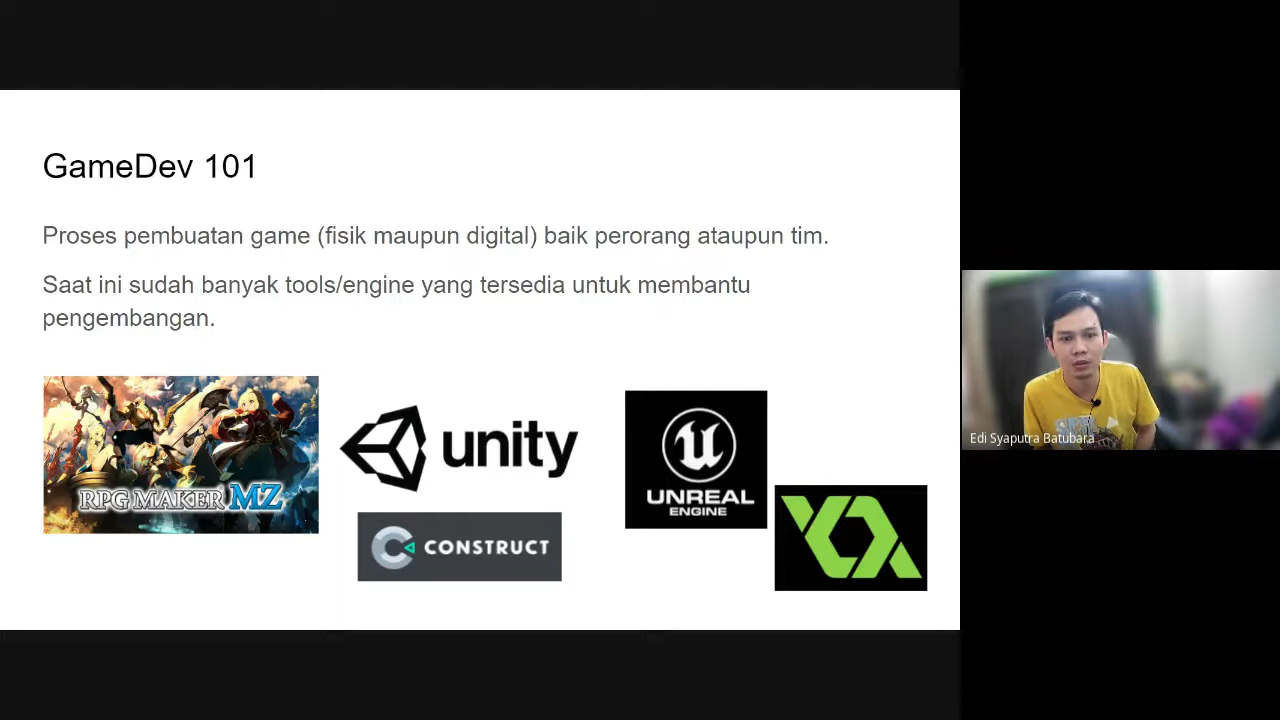 GameDev 101
Proses pembuatan game (fisik maupun digital) baik perorang ataupun tim.
Saat ini sudah banyak tools/engine yang tersedia untuk membantu
pengembangan.
RPG MAKER MZ
unity
CONSTRUCT
UNREAL
ENGINE
Edi Syaputra Batubara